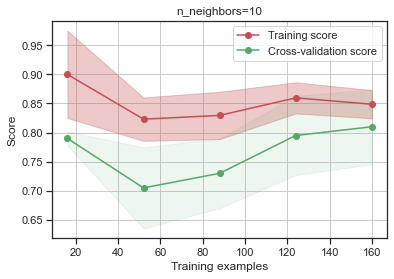 n_neighbors=10
Training score
Cross-validation score
Score
0.95
0.90
0.85
0.80
0.75
0.70
0.65
20 40 60 80 100 120 140 160
Training examples